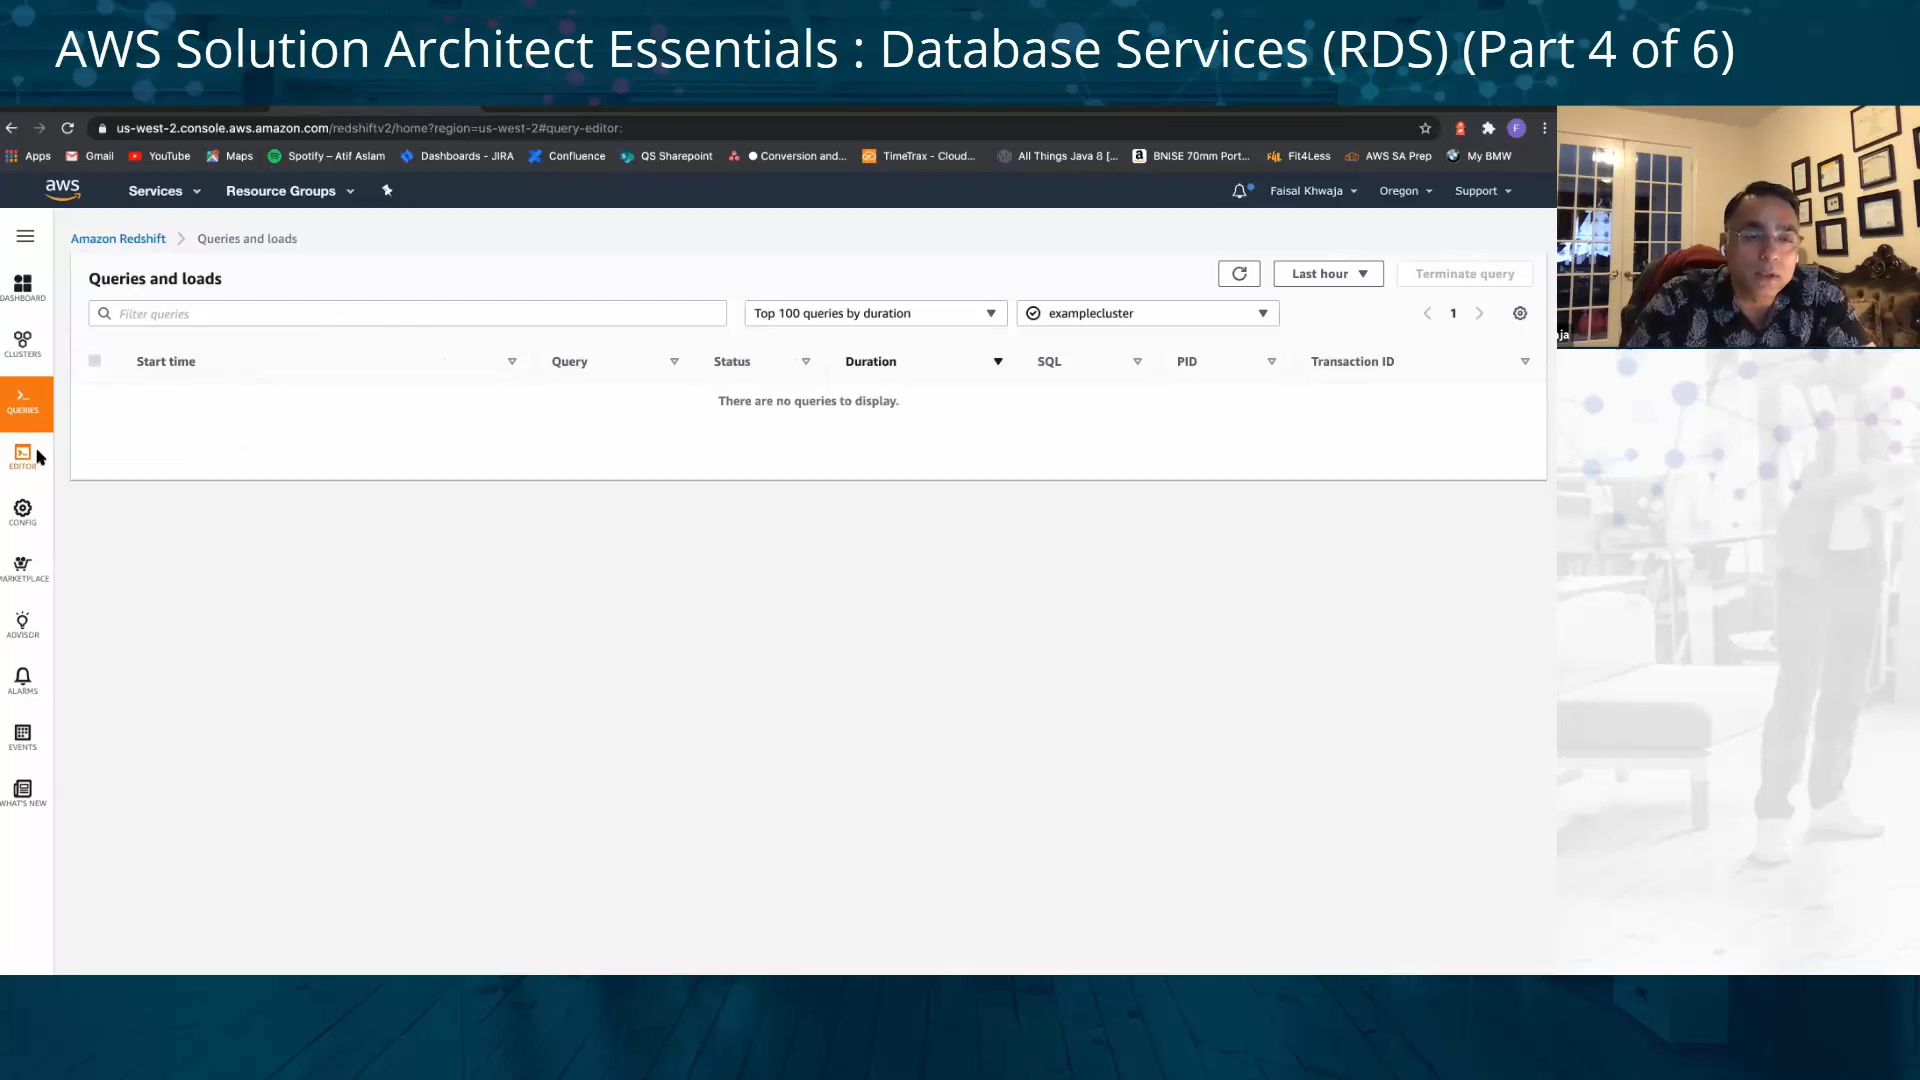 AWS Solution Architect Essentials : Database Services (RDS) (Part 4 of 6)
us-west-2.console.aws.amazon.com/redshiftv2/home?region=us-west-2#query-editor:
F
Apps
Gmail
YouTube
Maps
Spotify – Atif Aslam
Dashboards - JIRA
Confluence
QS Sharepoint
Conversion and...
TimeTrax - Cloud...
All Things Java 8 [...
BNISE 70mm Port...
Fit4Less
AWS SA Prep
My BMW
aws
Services
Resource Groups
Faisal Khwaja
Oregon
Support
DASHBOARD
CLUSTERS
QUERIES
EDITOR
CONFIG
MARKETPLACE
ADVISOR
ALARMS
EVENTS
WHAT'S NEW
Amazon Redshift
Queries and loads
Queries and loads
Last hour
Terminate query
Filter queries
Top 100 queries by duration
examplecluster
1
Start time
Query
Status
Duration
SQL
PID
Transaction ID
There are no queries to display.
ja